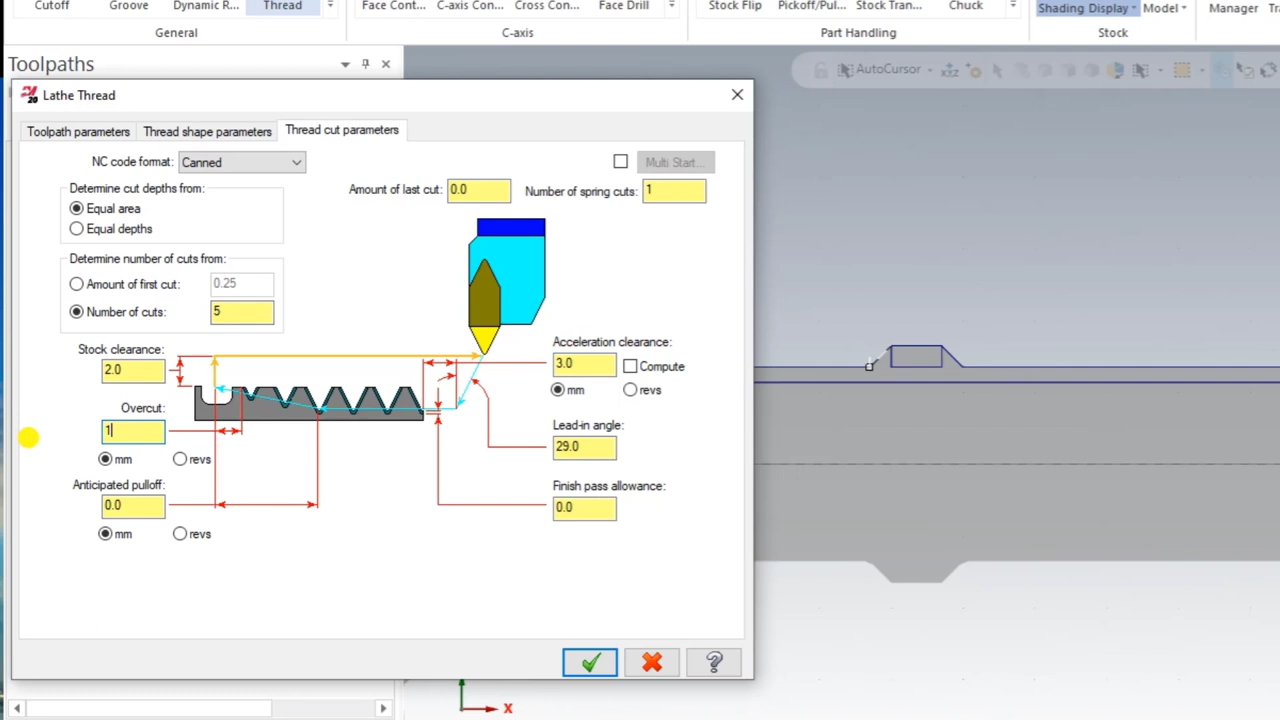 Cutoff Groove Dynamic R... Thread Face Cont... C-axis Con... Cross Con... Face Drill Stock Flip Pickoff/Pul... Stock Tran... Chuck Shading Display Model Manager
General C-axis Part Handling Stock
Toolpaths
AutoCursor
20 Lathe Thread
Toolpath parameters Thread shape parameters Thread cut parameters
NC code format: Canned Multi Start...
Determine cut depths from: Amount of last cut: 0.0 Number of spring cuts: 1
Equal area
Equal depths
Determine number of cuts from:
Amount of first cut: 0.25
Number of cuts: 5
Stock clearance: Acceleration clearance:
2.0 3.0 Compute
mm revs
Overcut: Lead-in angle:
1 29.0
mm revs
Anticipated pulloff: Finish pass allowance:
0.0 0.0
mm revs
X